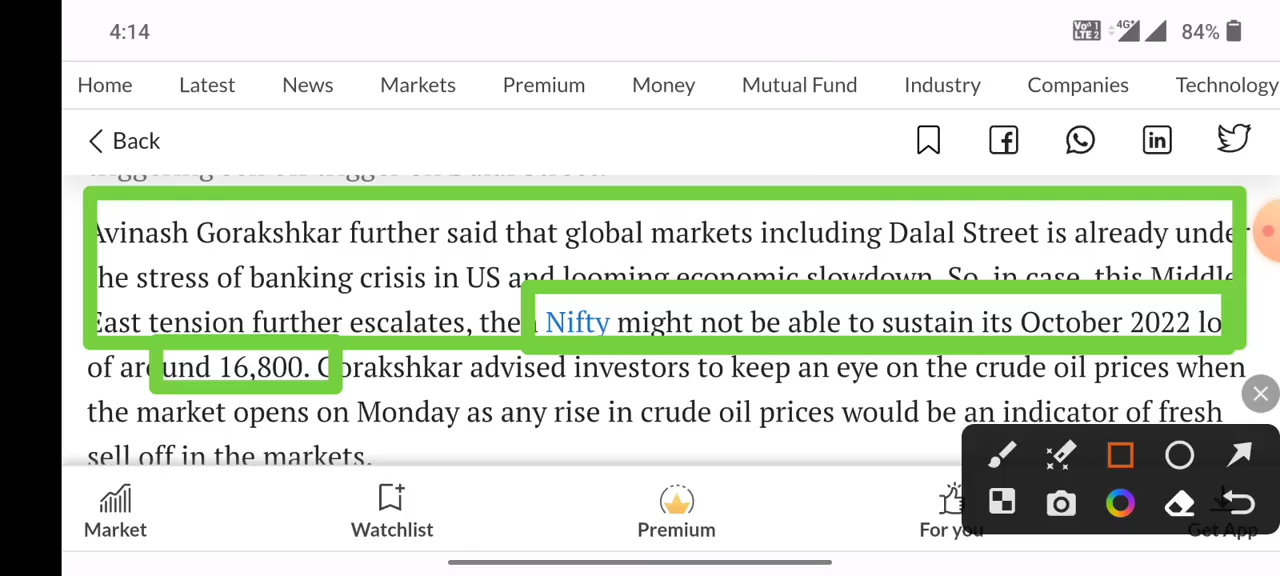 4:14 4G+ 84%
Home Latest News Markets Premium Money Mutual Fund Industry Companies Technology
Back
Avinash Gorakshkar further said that global markets including Dalal Street is already unde
the stress of banking crisis in US and looming economic slowdown. So, in case, this Middle
East tension further escalates, then Nifty might not be able to sustain its October 2022 lo
of around 16,800. Gorakshkar advised investors to keep an eye on the crude oil prices when
the market opens on Monday as any rise in crude oil prices would be an indicator of fresh
sell off in the markets.
Market Watchlist Premium For you Get App